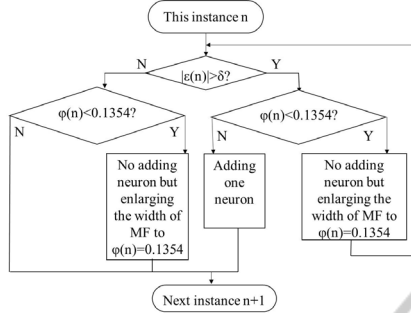 This instance n
N
Y
|ε(n)|>δ?
φ(n)<0.1354?
φ(n)<0.1354?
N
Y
N
Y
No adding
neuron but
enlarging
the width of
MF to
φ(n)=0.1354
Adding
one
neuron
No adding
neuron but
enlarging the
width of MF to
φ(n)=0.1354
Next instance n+1